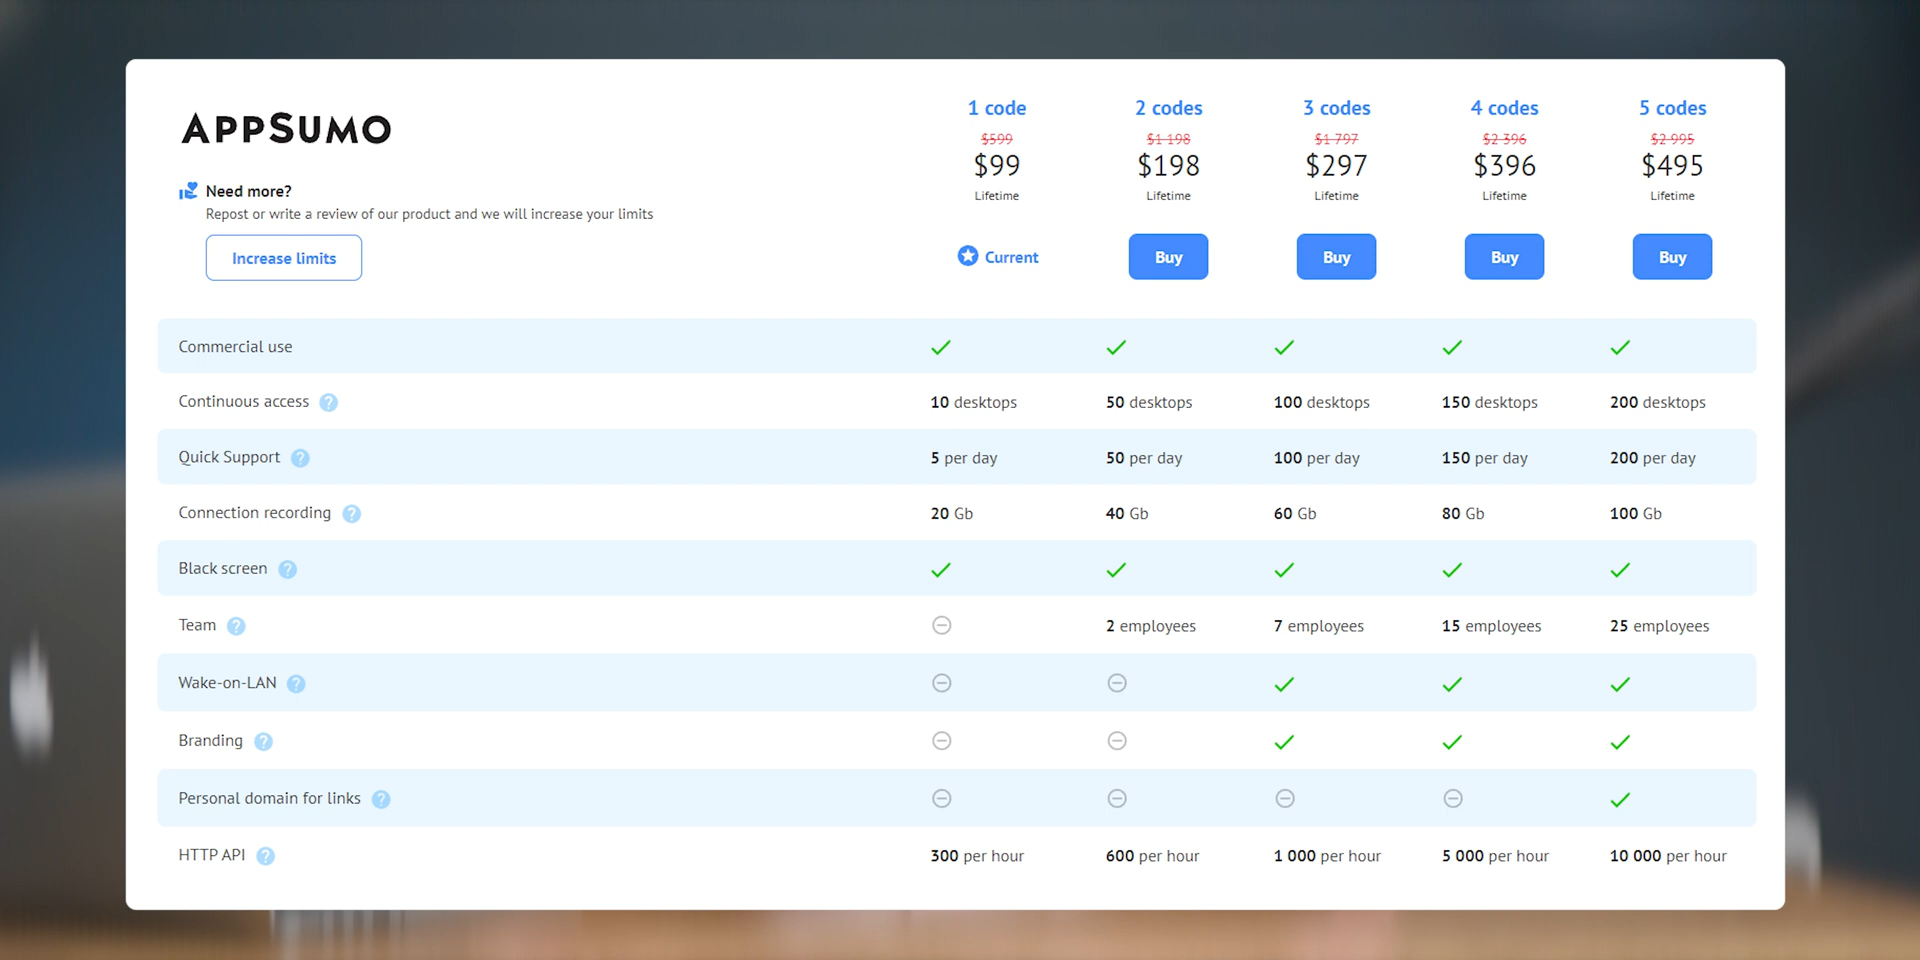 APPSUMO
Need more?
Repost or write a review of our product and we will increase your limits
Increase limits
1 code 2 codes 3 codes 4 codes 5 codes
$599 $1 198 $1 797 $2 396 $2 995
$99 $198 $297 $396 $495
Lifetime Lifetime Lifetime Lifetime Lifetime
Current Buy Buy Buy Buy
Commercial use
Continuous access ? 10 desktops 50 desktops 100 desktops 150 desktops 200 desktops
Quick Support ? 5 per day 50 per day 100 per day 150 per day 200 per day
Connection recording ? 20 Gb 40 Gb 60 Gb 80 Gb 100 Gb
Black screen ?
Team ? 2 employees 7 employees 15 employees 25 employees
Wake-on-LAN ?
Branding ?
Personal domain for links ?
HTTP API ? 300 per hour 600 per hour 1 000 per hour 5 000 per hour 10 000 per hour